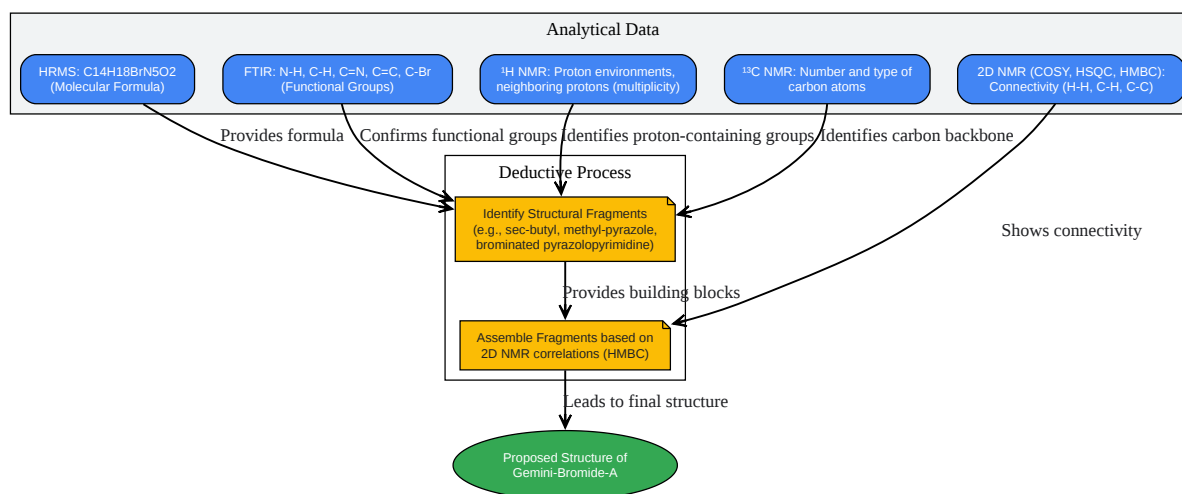 Analytical Data
HRMS: C14H18BrN5O2
(Molecular Formula)
FTIR: N-H, C-H, C=N, C=C, C-Br
(Functional Groups)
¹H NMR: Proton environments,
neighboring protons (multiplicity)
¹³C NMR: Number and type of
carbon atoms
2D NMR (COSY, HSQC, HMBC):
Connectivity (H-H, C-H, C-C)
Provides formula
Confirms functional groups
Identifies proton-containing groups
Identifies carbon backbone
Deductive Process
Identify Structural Fragments
(e.g., sec-butyl, methyl-pyrazole,
brominated pyrazolopyrimidine)
Shows connectivity
Provides building blocks
Assemble Fragments based on
2D NMR correlations (HMBC)
Leads to final structure
Proposed Structure of
Gemini-Bromide-A